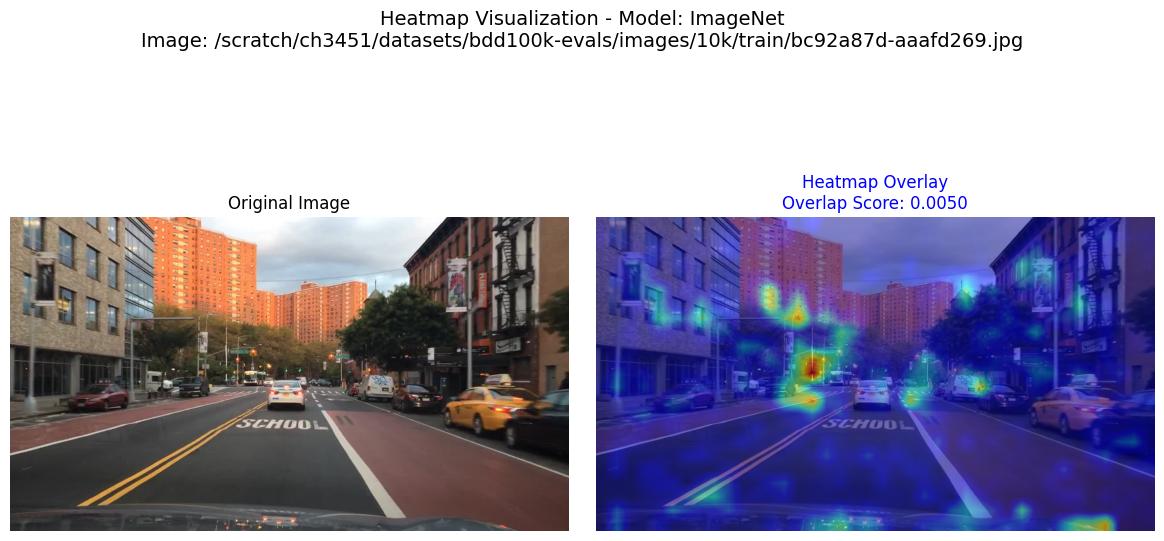 Heatmap Visualization - Model: ImageNet
Image: /scratch/ch3451/datasets/bdd100k-evals/images/10k/train/bc92a87d-aaafd269.jpg
Original Image
Heatmap Overlay
Overlap Score: 0.0050
SCHOOL
SCHOOL